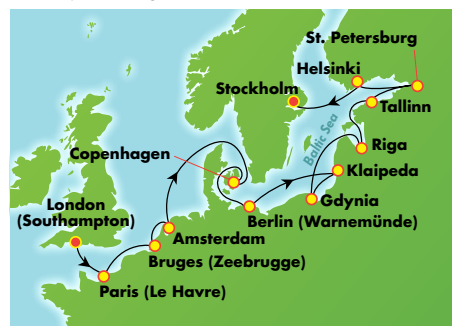 St. Petersburg
Helsinki
Stockholm
Tallinn
Baltic Sea
Riga
Copenhagen
Klaipeda
London
(Southampton)
Gdynia
Berlin (Warnemünde)
Amsterdam
Bruges (Zeebrugge)
Paris (Le Havre)